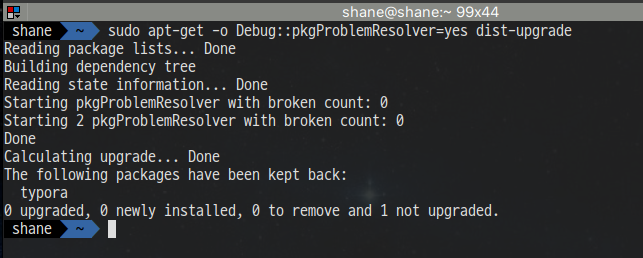 shane@shane:~ 99x44
shane ~ sudo apt-get -o Debug::pkgProblemResolver=yes dist-upgrade
Reading package lists... Done
Building dependency tree
Reading state information... Done
Starting pkgProblemResolver with broken count: 0
Starting 2 pkgProblemResolver with broken count: 0
Done
Calculating upgrade... Done
The following packages have been kept back:
  typora
0 upgraded, 0 newly installed, 0 to remove and 1 not upgraded.
shane ~